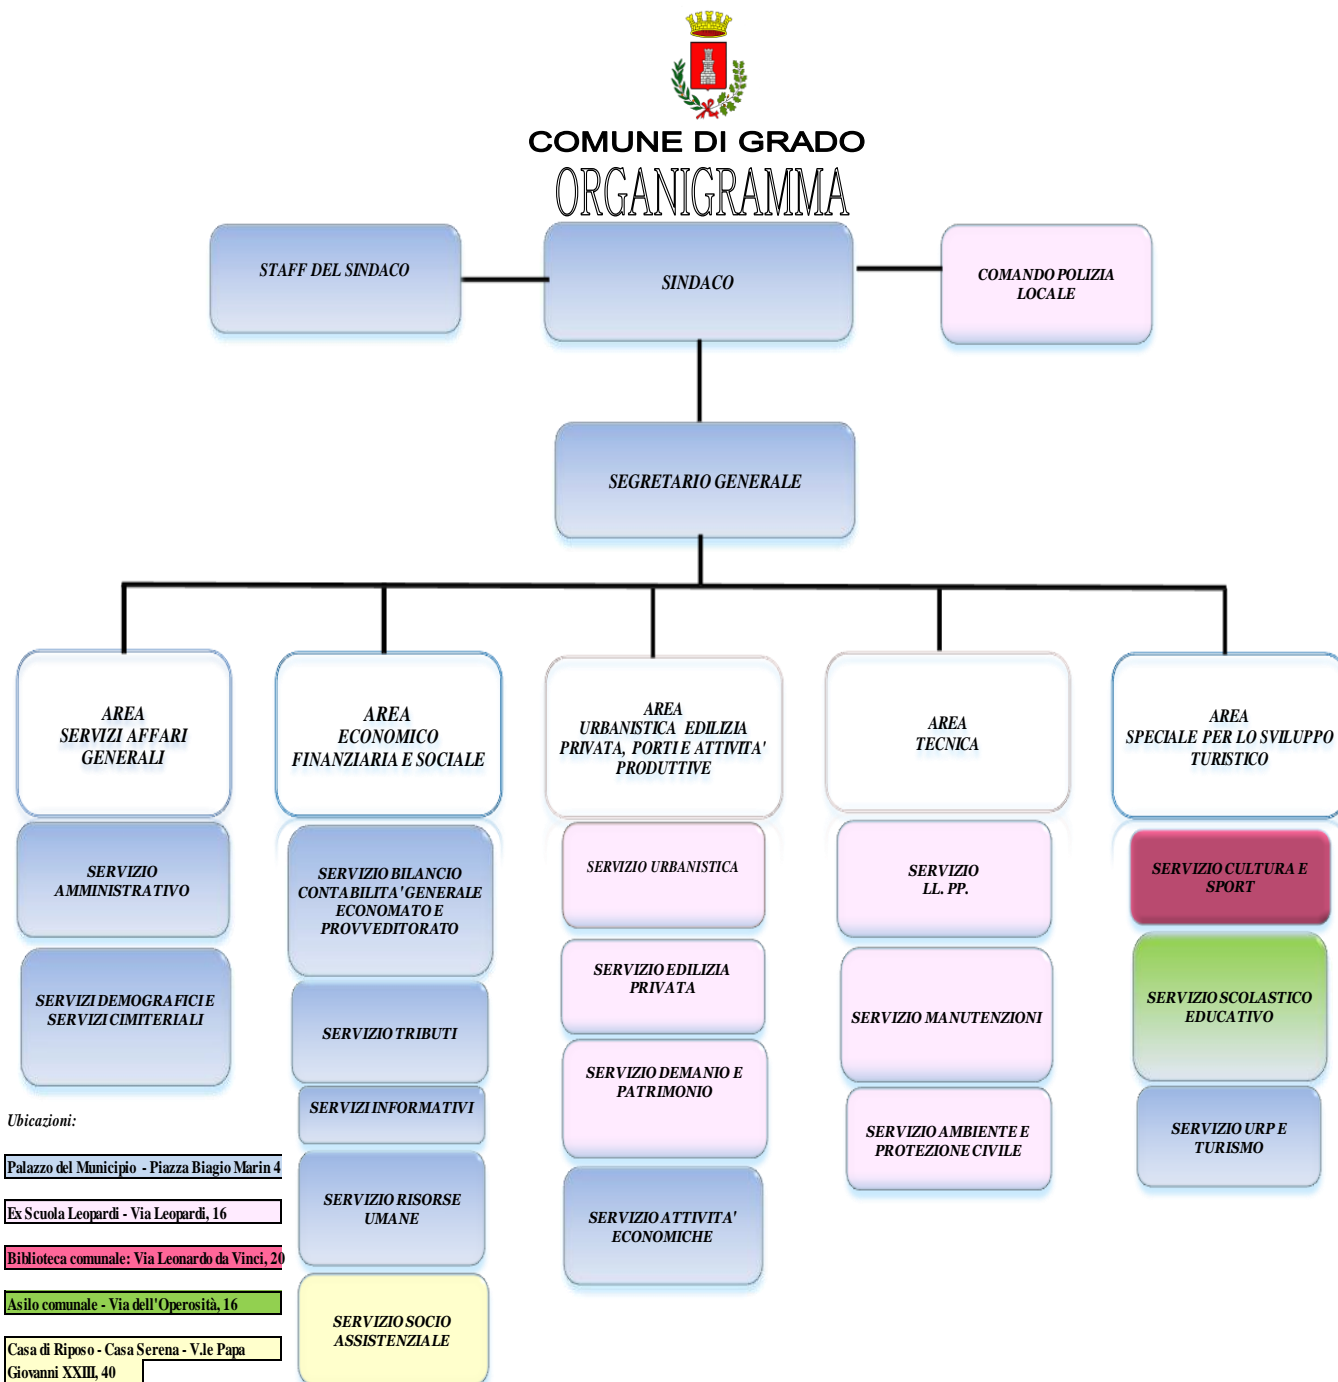 COMUNE DI GRADO
ORGANIGRAMMA
STAFF DEL SINDACO
SINDACO
COMANDO POLIZIA
LOCALE
SEGRETARIO GENERALE
AREA
SERVIZI AFFARI
GENERALI
AREA
ECONOMICO
FINANZIARIA E SOCIALE
AREA
URBANISTICA EDILIZIA
PRIVATA, PORTI E ATTIVITA'
PRODUTTIVE
AREA
TECNICA
AREA
SPECIALE PER LO SVILUPPO
TURISTICO
SERVIZIO
AMMINISTRATIVO
SERVIZI DEMOGRAFICI E
SERVIZI CIMITERIALI
SERVIZIO BILANCIO
CONTABILITA' GENERALE
ECONOMATO E
PROVVEDITORATO
SERVIZIO TRIBUTI
SERVIZI INFORMATIVI
SERVIZIO RISORSE
UMANE
SERVIZIO SOCIO
ASSISTENZIALE
SERVIZIO URBANISTICA
SERVIZIO EDILIZIA
PRIVATA
SERVIZIO DEMANIO E
PATRIMONIO
SERVIZIO ATTIVITA'
ECONOMICHE
SERVIZIO
LL. PP.
SERVIZIO MANUTENZIONI
SERVIZIO AMBIENTE E
PROTEZIONE CIVILE
SERVIZIO CULTURA E
SPORT
SERVIZIO SCOLASTICO
EDUCATIVO
SERVIZIO URP E
TURISMO
Ubicazioni:
Palazzo del Municipio - Piazza Biagio Marin 4
Ex Scuola Leopardi - Via Leopardi, 16
Biblioteca comunale: Via Leonardo da Vinci, 20
Asilo comunale - Via dell'Operosità, 16
Casa di Riposo - Casa Serena - V.le Papa
Giovanni XXIII, 40